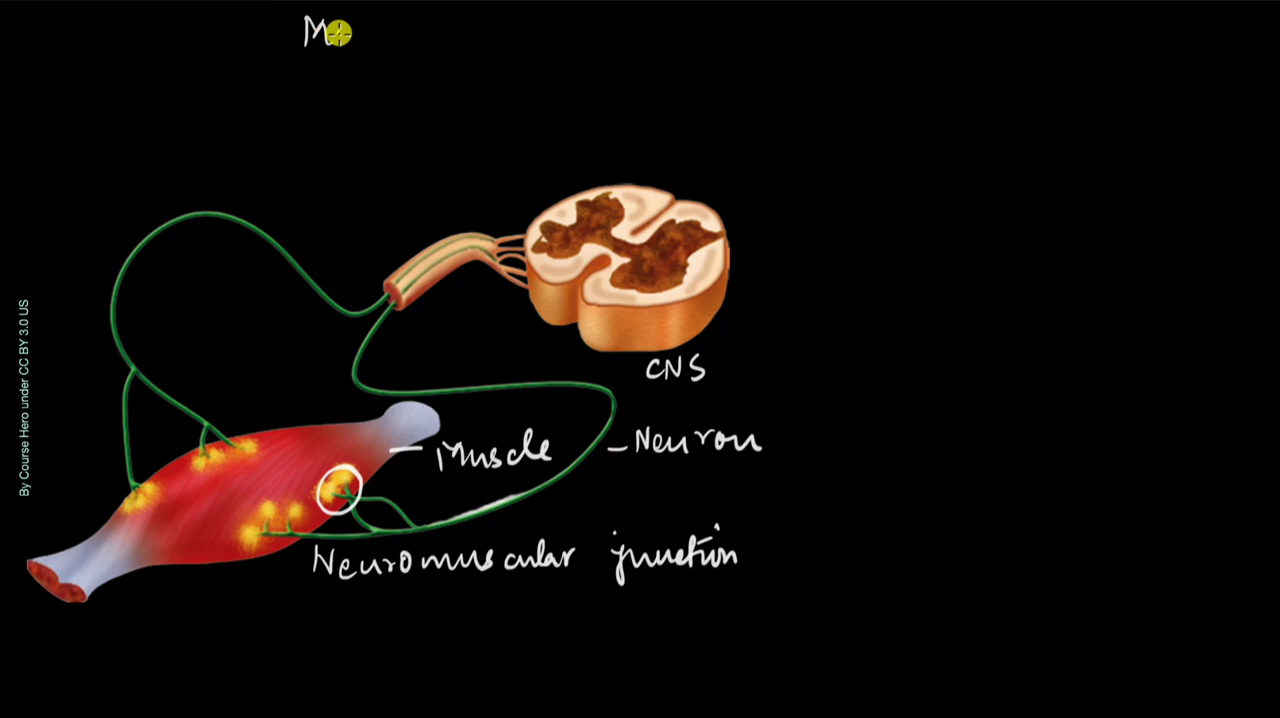 M
CNS
Muscle
Neuron
Neuromuscular junction
By Course Hero under CC BY 3.0 US